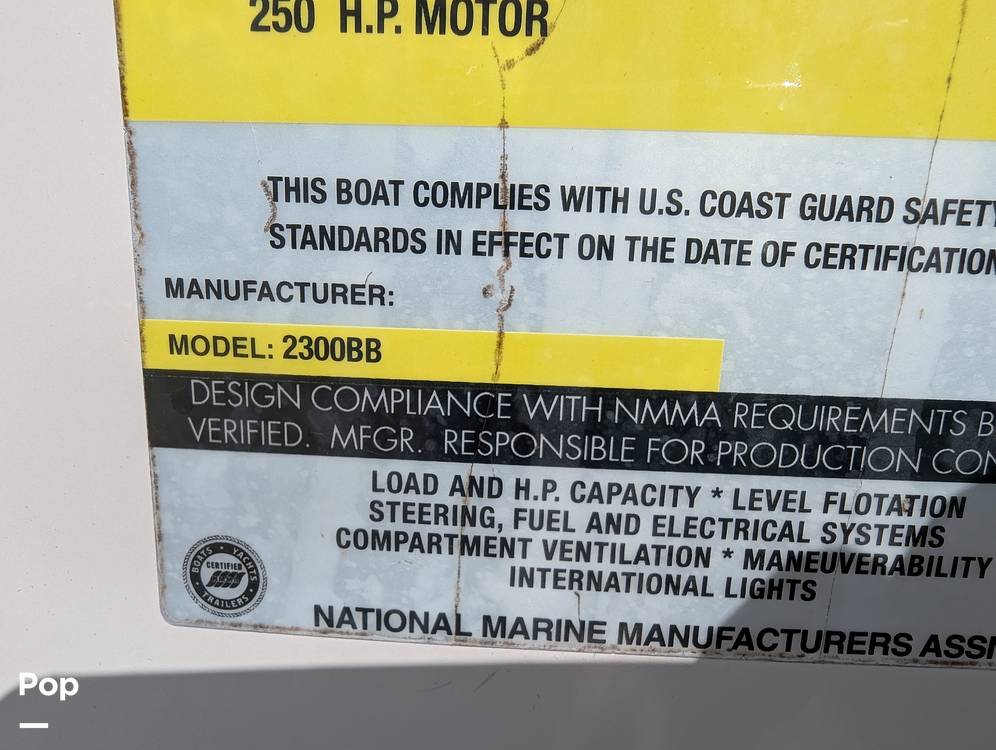 250 H.P. MOTOR
THIS BOAT COMPLIES WITH U.S. COAST GUARD SAFETY
STANDARDS IN EFFECT ON THE DATE OF CERTIFICATION
MANUFACTURER:
MODEL: 2300BB
DESIGN COMPLIANCE WITH NMMA REQUIREMENTS B
VERIFIED. MFGR. RESPONSIBLE FOR PRODUCTION CON
LOAD AND H.P. CAPACITY * LEVEL FLOTATION
STEERING, FUEL AND ELECTRICAL SYSTEMS
COMPARTMENT VENTILATION * MANEUVERABILITY
INTERNATIONAL LIGHTS
BOATS • YACHTS
CERTIFIED
TRAILERS
NATIONAL MARINE MANUFACTURERS ASS
Pop